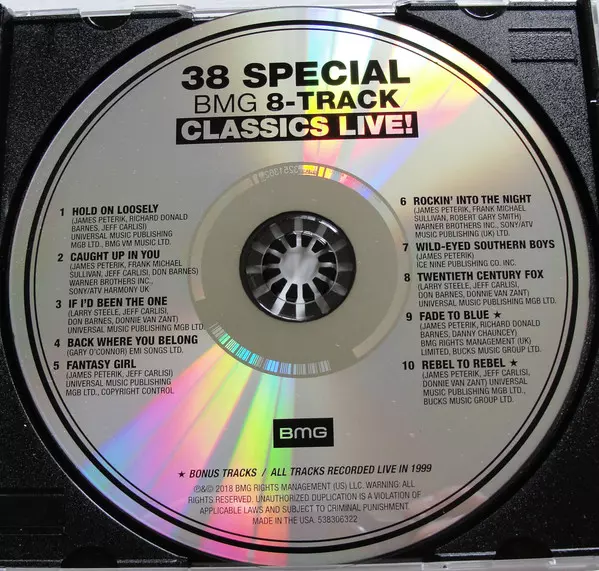 38 SPECIAL
BMG 8-TRACK
CLASSICS LIVE!
1 HOLD ON LOOSELY
(JAMES PETERIK, RICHARD DONALD
BARNES, JEFF CARLISI)
UNIVERSAL MUSIC PUBLISHING
MGB LTD., BMG VM MUSIC LTD.
2 CAUGHT UP IN YOU
(JAMES PETERIK, FRANK MICHAEL
SULLIVAN, JEFF CARLISI, DON BARNES)
WARNER BROTHERS INC.,
SONY/ATV HARMONY UK
3 IF I'D BEEN THE ONE
(LARRY STEELE, JEFF CARLISI,
DON BARNES, DONNIE VAN ZANT)
UNIVERSAL MUSIC PUBLISHING MGB LTD.
4 BACK WHERE YOU BELONG
(GARY O'CONNOR) EMI SONGS LTD.
5 FANTASY GIRL
(JAMES PETERIK, JEFF CARLISI)
UNIVERSAL MUSIC PUBLISHING
MGB LTD., COPYRIGHT CONTROL
6 ROCKIN' INTO THE NIGHT
(JAMES PETERIK, FRANK MICHAEL
SULLIVAN, ROBERT GARY SMITH)
WARNER BROTHERS INC., SONY/ATV
MUSIC PUBLISHING (UK) LTD.
7 WILD-EYED SOUTHERN BOYS
(JAMES PETERIK)
ICE NINE PUBLISHING CO. INC.
8 TWENTIETH CENTURY FOX
(LARRY STEELE, JEFF CARLISI,
DON BARNES, DONNIE VAN ZANT)
UNIVERSAL MUSIC PUBLISHING MGB LTD.
9 FADE TO BLUE ★
(JAMES PETERIK, RICHARD DONALD
BARNES, DANNY CHAUNCEY)
BMG RIGHTS MANAGEMENT (UK)
LIMITED, BUCKS MUSIC GROUP LTD.
10 REBEL TO REBEL ★
(JAMES PETERIK, JEFF CARLISI,
DONNIE VAN ZANT) UNIVERSAL
MUSIC PUBLISHING MGB LTD.,
BUCKS MUSIC GROUP LTD.
BMG
★ BONUS TRACKS / ALL TRACKS RECORDED LIVE IN 1999
℗&© 2018 BMG RIGHTS MANAGEMENT (US) LLC. WARNING: ALL
RIGHTS RESERVED. UNAUTHORIZED DUPLICATION IS A VIOLATION OF
APPLICABLE LAWS AND SUBJECT TO CRIMINAL PUNISHMENT.
MADE IN THE USA. 538306322